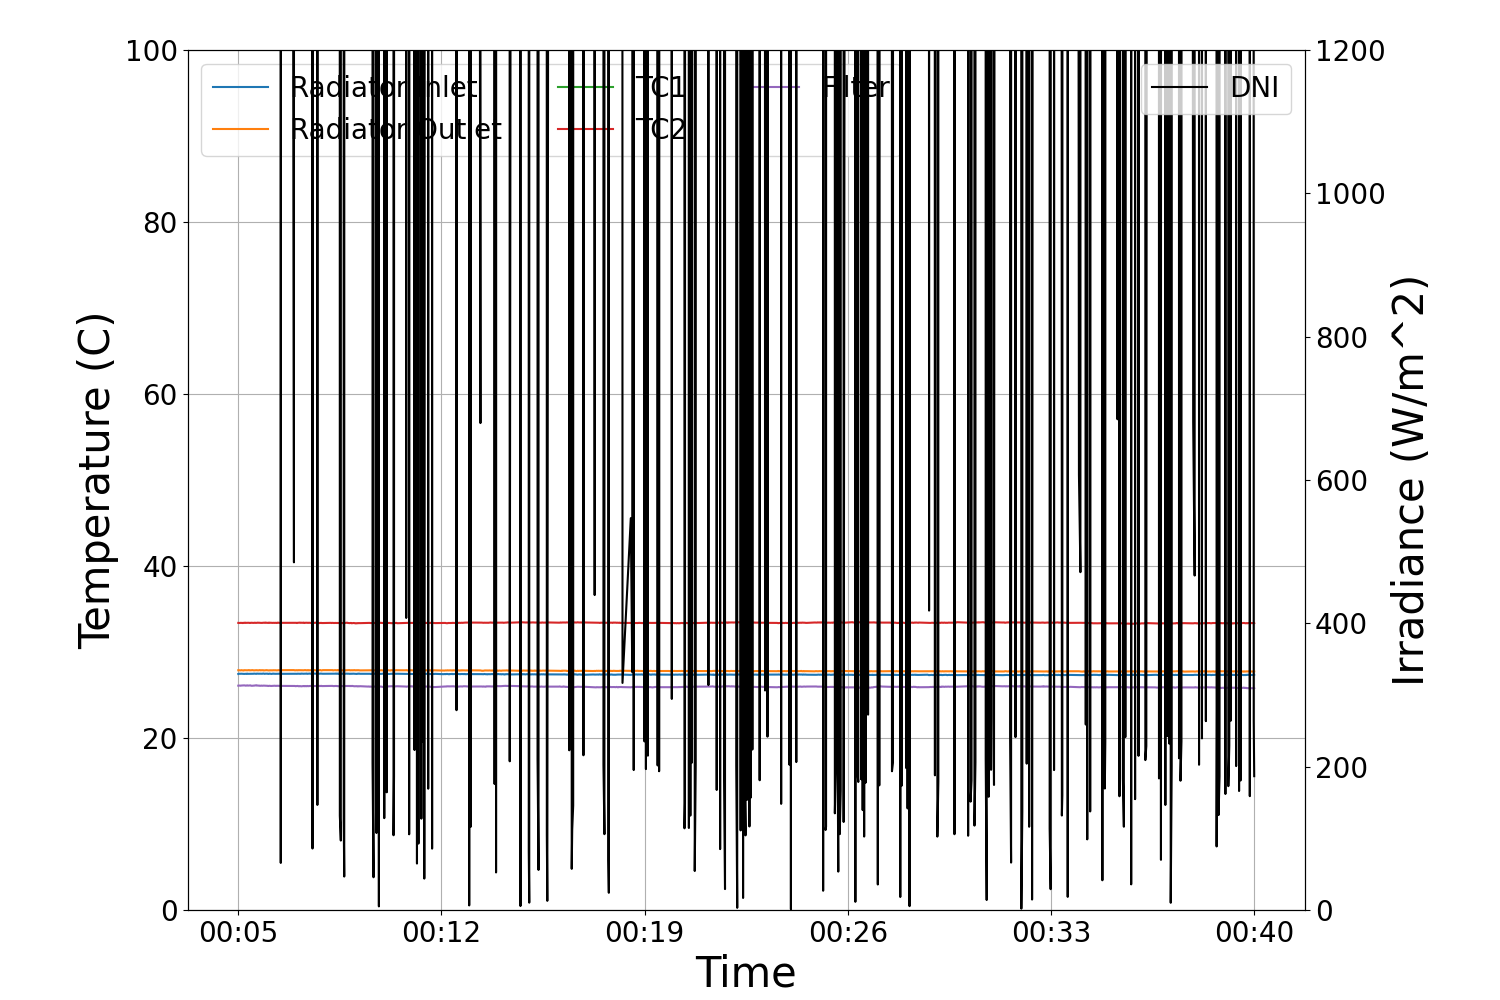 100
80
60
40
20
0
Temperature (C)
Radiator Inlet
Radiator Outlet
TC1
TC2
Filter
DNI
1200
1000
800
600
400
200
0
Irradiance (W/m^2)
00:05
00:12
00:19
00:26
00:33
00:40
Time